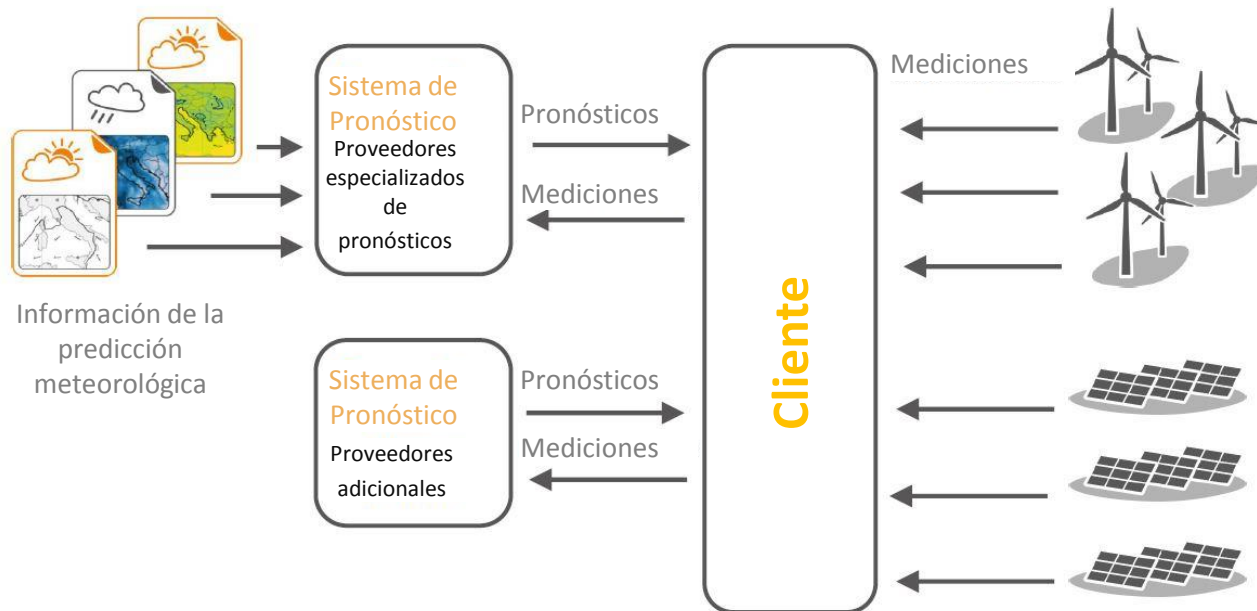 Información de la
predicción
meteorológica
Sistema de
Pronóstico
Proveedores
especializados
de
pronósticos
Pronósticos
Mediciones
Sistema de
Pronóstico
Proveedores
adicionales
Pronósticos
Mediciones
Cliente
Mediciones